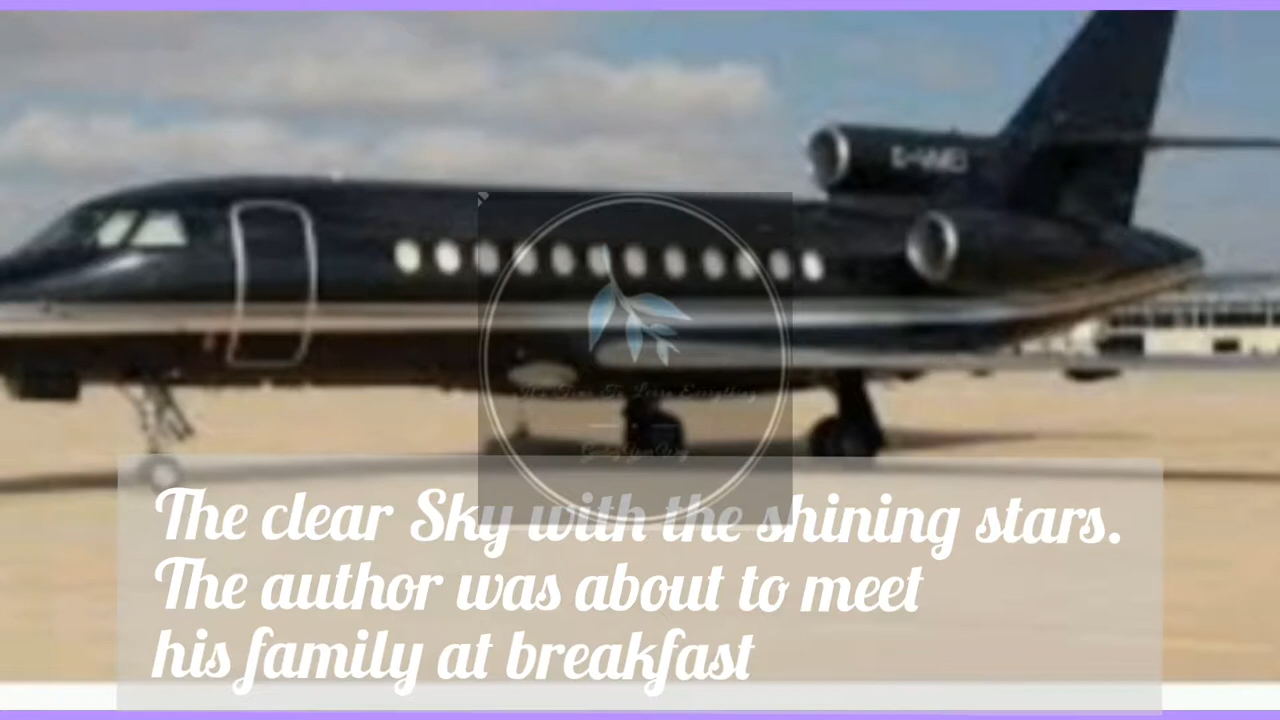 The clear Sky with the shining stars.
The author was about to meet
his family at breakfast